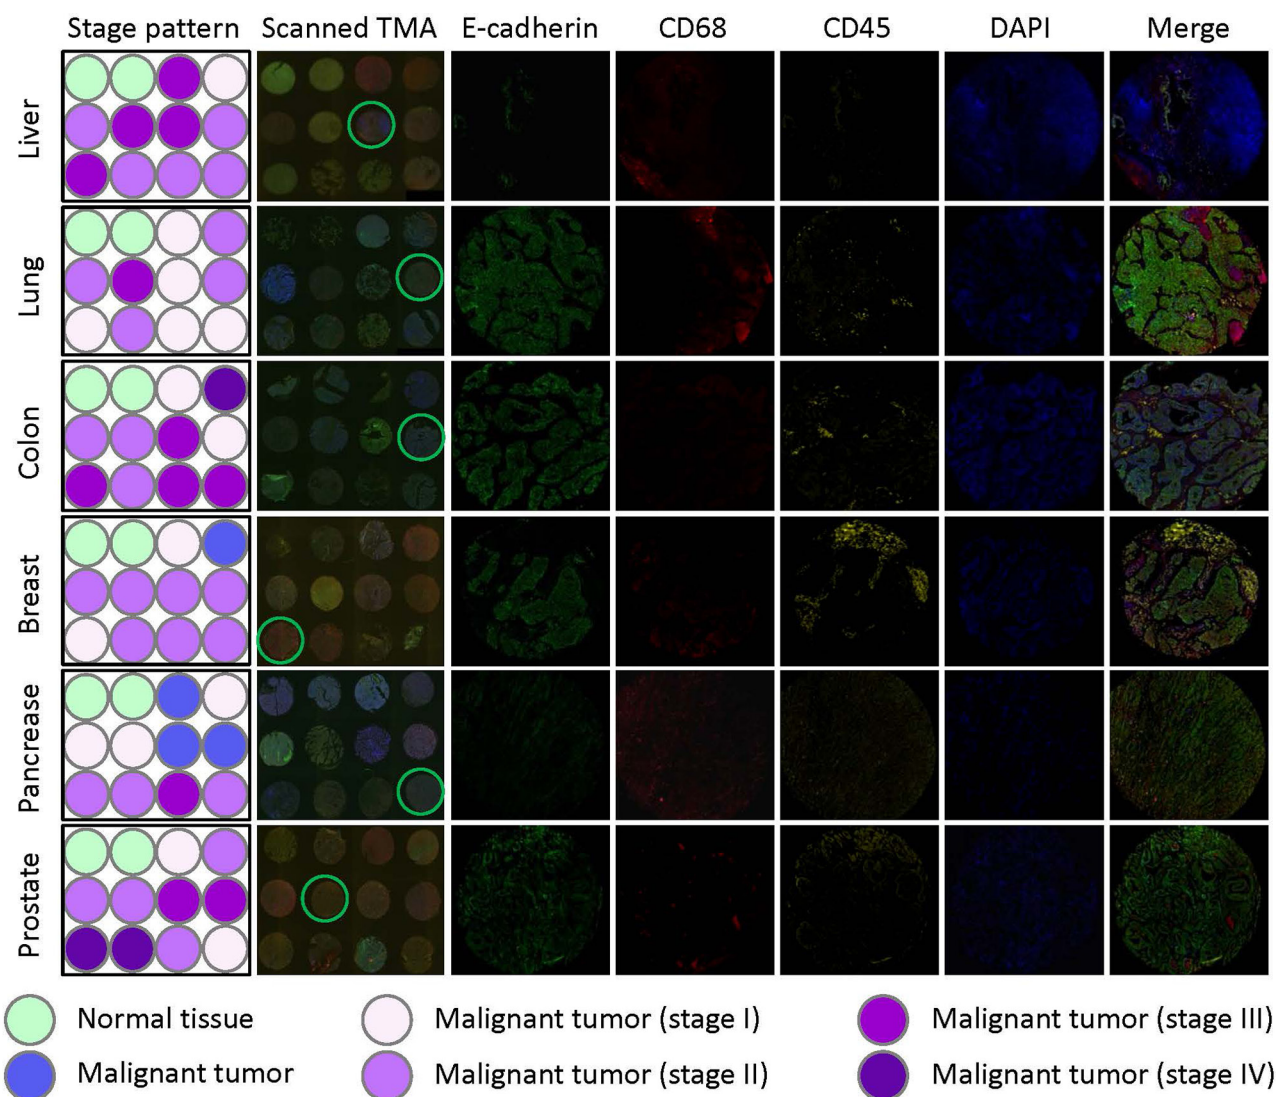 Stage pattern Scanned TMA E-cadherin CD68 CD45 DAPI Merge
Liver
Lung
Colon
Breast
Pancrease
Prostate
Normal tissue Malignant tumor (stage I) Malignant tumor (stage III)
Malignant tumor Malignant tumor (stage II) Malignant tumor (stage IV)